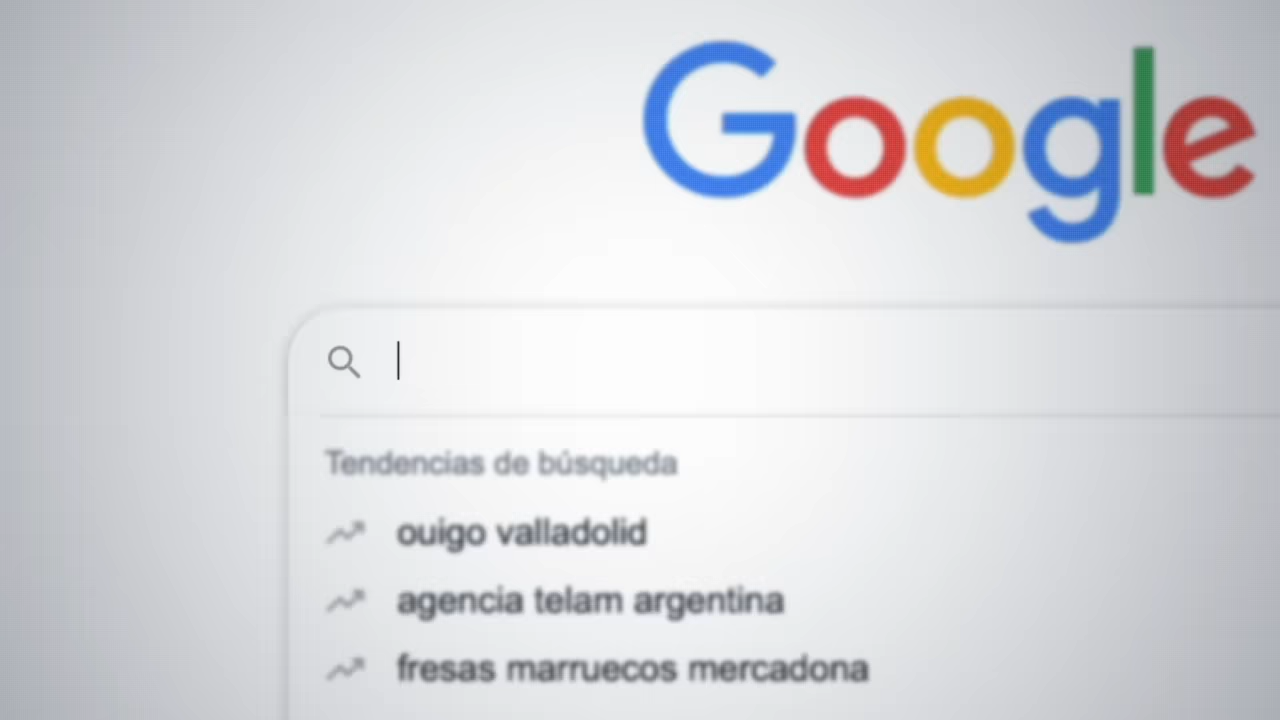 Google
Tendencias de búsqueda
ouigo valladolid
agencia telam argentina
fresas marruecos mercadona